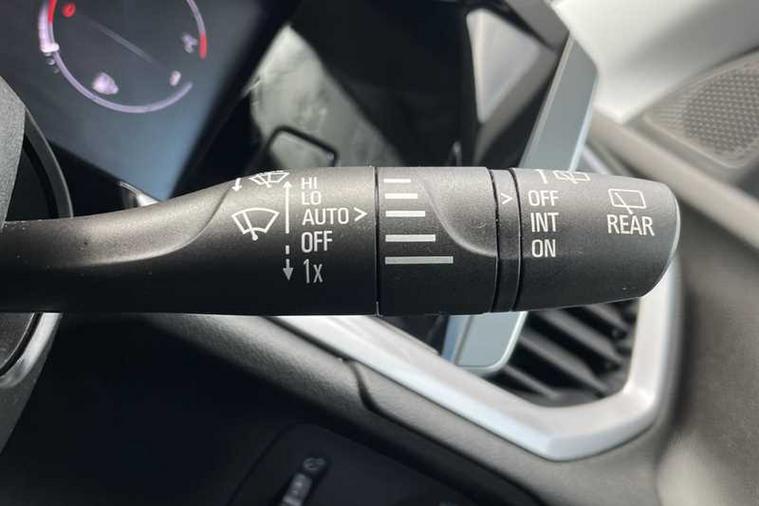 HI
LO
AUTO >
OFF
1x
>
OFF
INT
ON
REAR